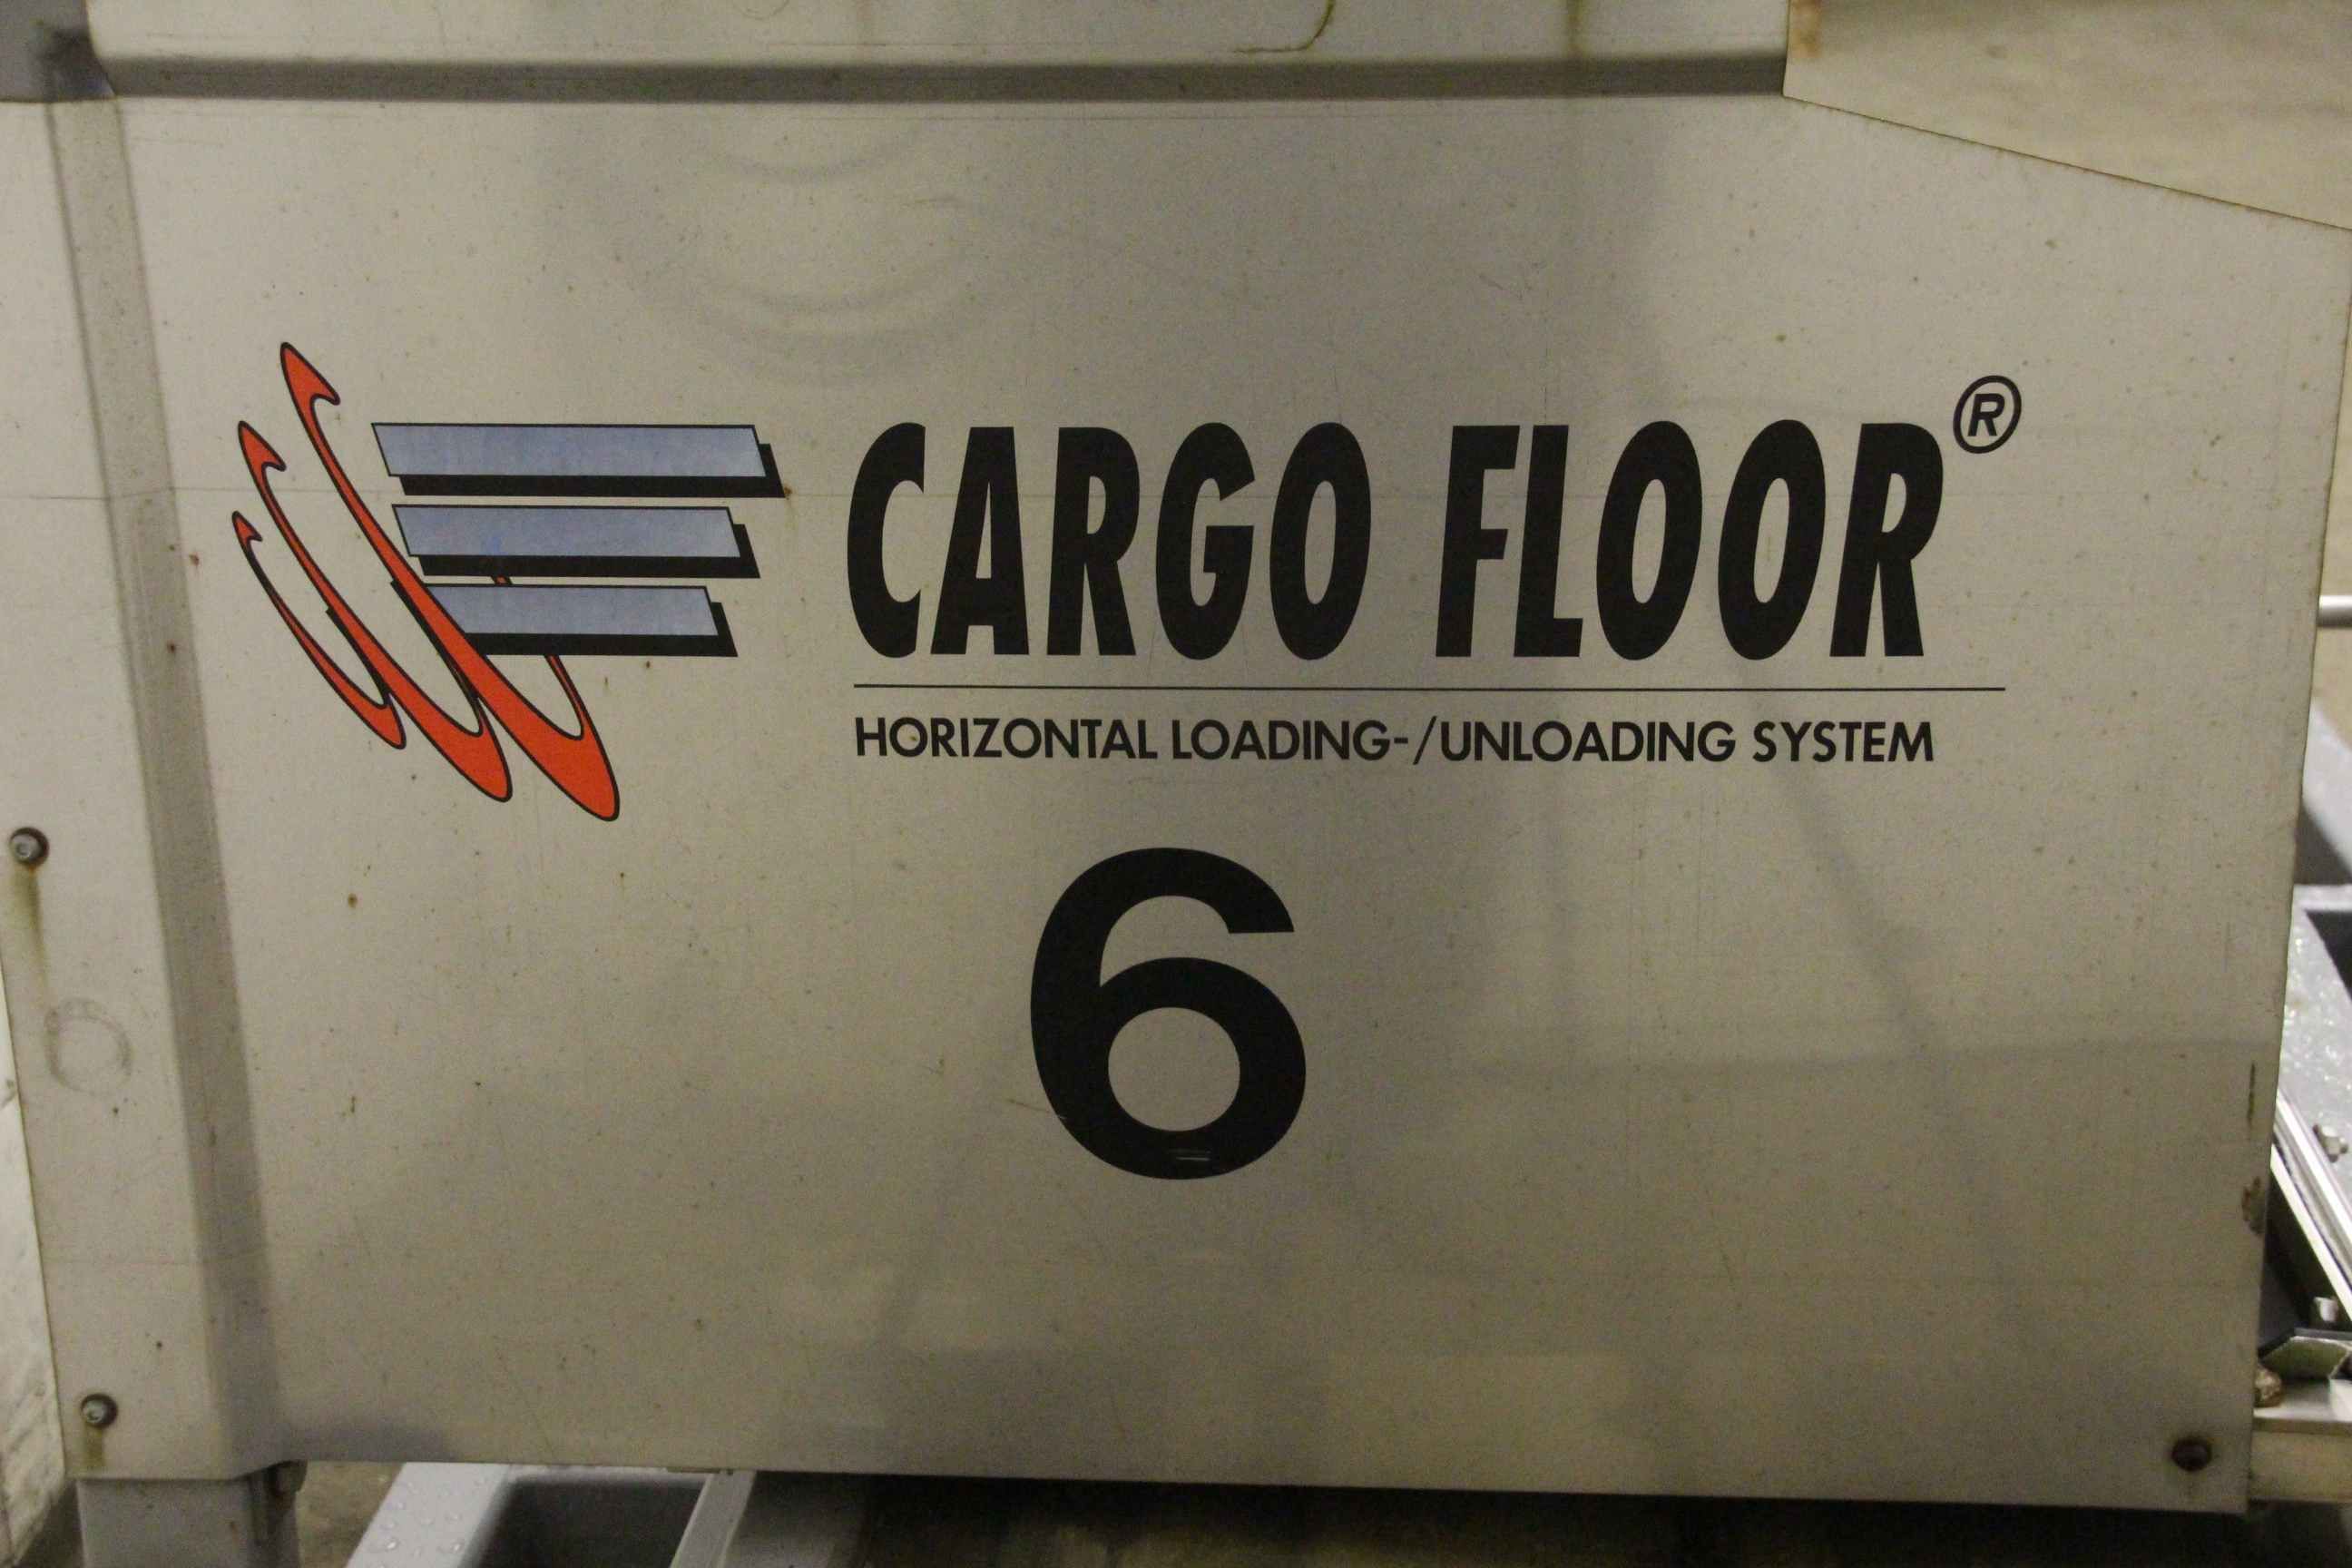 CARGO FLOOR®
HORIZONTAL LOADING-/UNLOADING SYSTEM
6